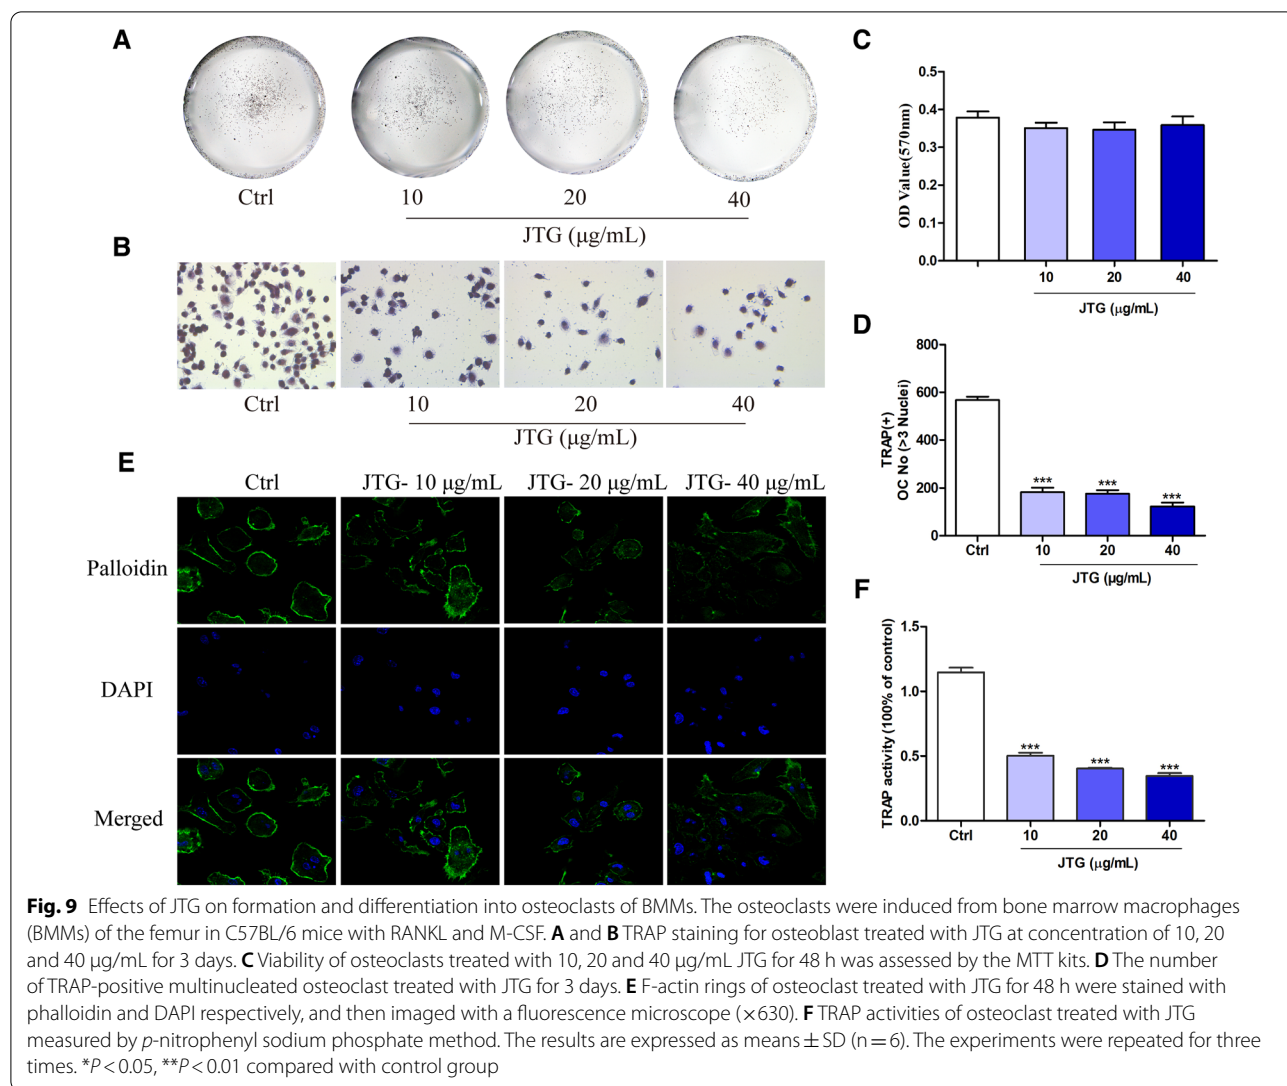 A
Ctrl
10
20
40
JTG (μg/mL)
B
Ctrl
10
20
40
JTG (μg/mL)
C
OD Value(570nm)
0.5
0.4
0.3
0.4
0.1
0.0
10
20
40
JTG (μg/mL)
D
TRAP(+)
OC No (>3 Nuclei)
800
600
400
200
0
***
***
***
Ctrl
10
20
40
JTG (μg/mL)
E
Ctrl
JTG- 10 μg/mL
JTG- 20 μg/mL
JTG- 40 μg/mL
Palloidin
DAPI
Merged
F
TRAP activity (100% of control)
1.5
1.0
0.5
0.0
***
***
***
Ctrl
10
20
40
JTG (μg/mL)
Fig. 9 Effects of JTG on formation and differentiation into osteoclasts of BMMs. The osteoclasts were induced from bone marrow macrophages
(BMMs) of the femur in C57BL/6 mice with RANKL and M-CSF. A and B TRAP staining for osteoblast treated with JTG at concentration of 10, 20
and 40 μg/mL for 3 days. C Viability of osteoclasts treated with 10, 20 and 40 μg/mL JTG for 48 h was assessed by the MTT kits. D The number
of TRAP-positive multinucleated osteoclast treated with JTG for 3 days. E F-actin rings of osteoclast treated with JTG for 48 h were stained with
phalloidin and DAPI respectively, and then imaged with a fluorescence microscope (×630). F TRAP activities of osteoclast treated with JTG
measured by p-nitrophenyl sodium phosphate method. The results are expressed as means ± SD (n = 6). The experiments were repeated for three
times. *P < 0.05, **P < 0.01 compared with control group